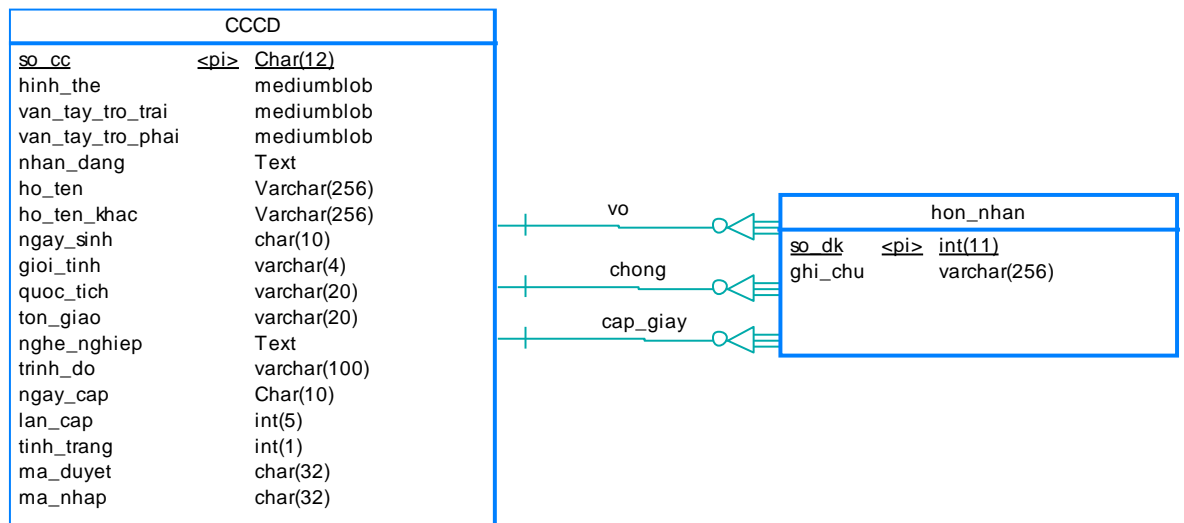 CCCD
so_cc <pi> Char(12)
hinh_the mediumblob
van_tay_tro_trai mediumblob
van_tay_tro_phai mediumblob
nhan_dang Text
ho_ten Varchar(256)
ho_ten_khac Varchar(256)
ngay_sinh char(10)
gioi_tinh varchar(4)
quoc_tich varchar(20)
ton_giao varchar(20)
nghe_nghiep Text
trinh_do varchar(100)
ngay_cap Char(10)
lan_cap int(5)
tinh_trang int(1)
ma_duyet char(32)
ma_nhap char(32)
vo
chong
cap_giay
hon_nhan
so_dk <pi> int(11)
ghi_chu varchar(256)